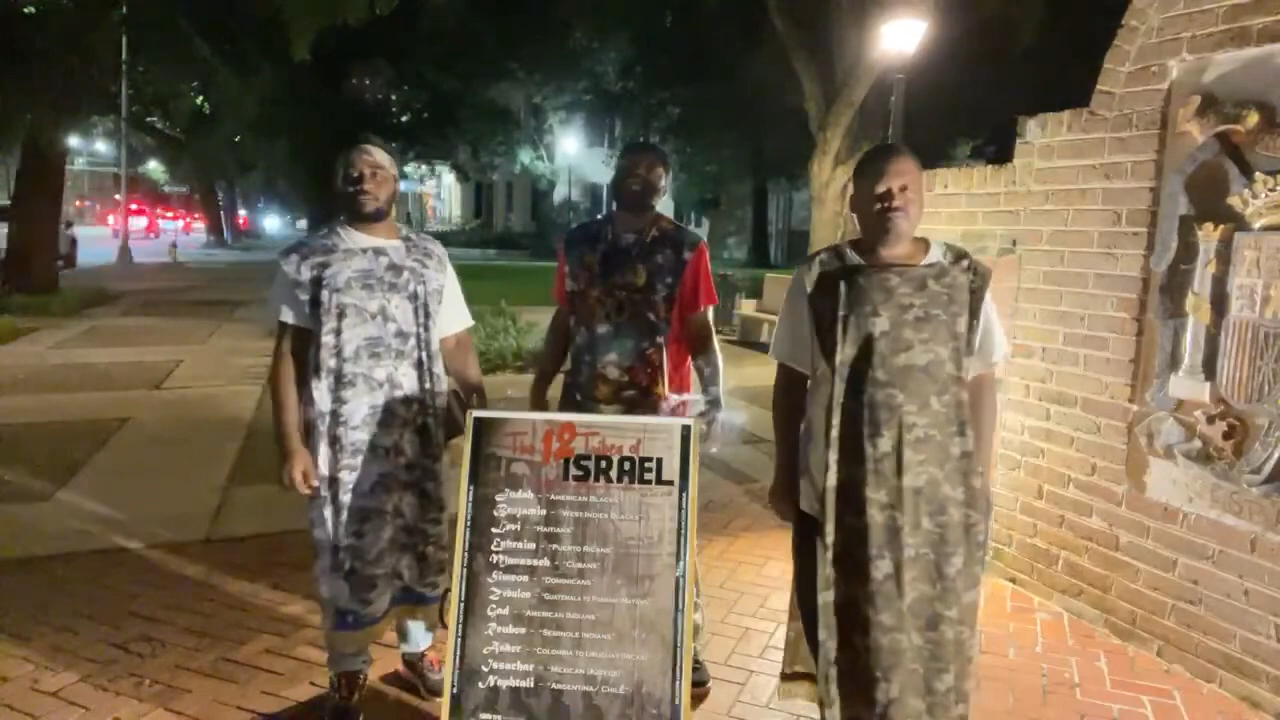 The 12 Tribes of
ISRAEL
Judah - "AMERICAN BLACKS"
Benjamin - "WEST INDIES BLACKS"
Levi - "HAITIANS"
Ephraim - "PUERTO RICANS"
Manasseh - "CUBANS"
Simeon - "DOMINICANS"
Zebulon - "GUATEMALA TO PANAMA MAYANS"
Gad - "AMERICAN INDIANS"
Reuben - "SEMINOLE INDIANS"
Asher - "COLOMBIA TO URUGUAY INCAS"
Issachar - "MEXICAN AZTECS"
Naphtali - "ARGENTINA / CHILE"